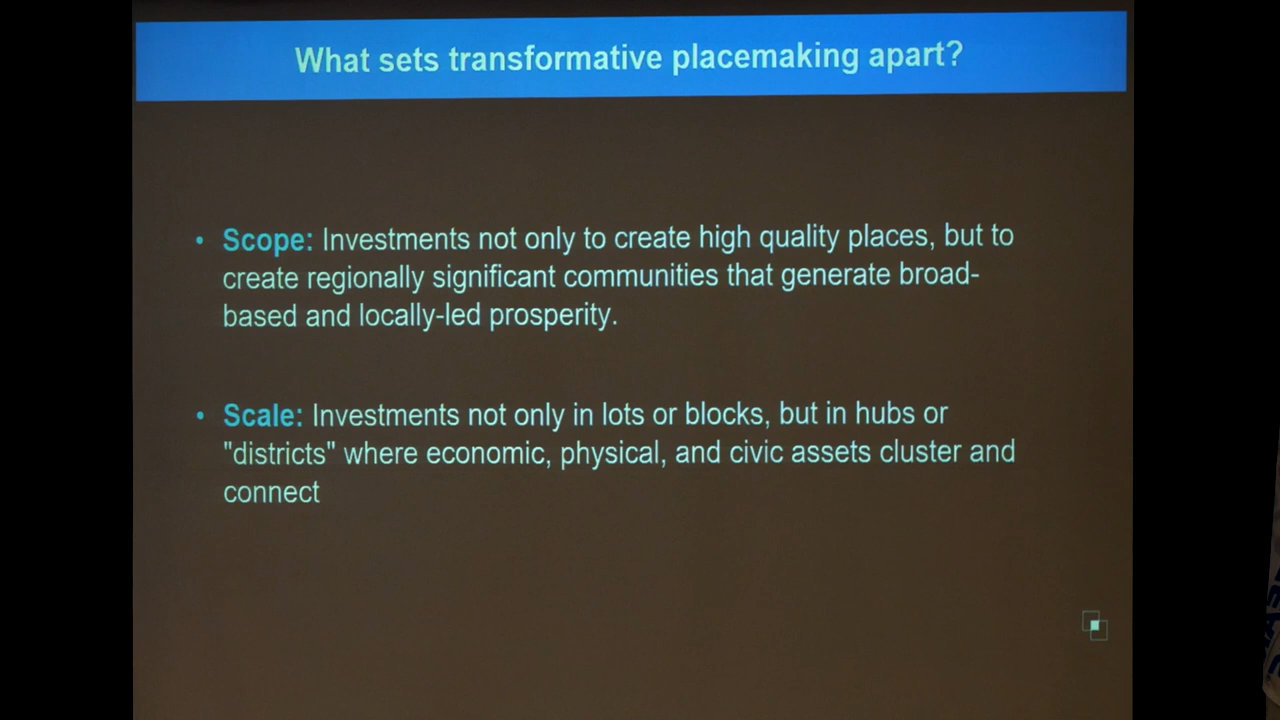 What sets transformative placemaking apart?
• Scope: Investments not only to create high quality places, but to
create regionally significant communities that generate broad-
based and locally-led prosperity.
• Scale: Investments not only in lots or blocks, but in hubs or
"districts" where economic, physical, and civic assets cluster and
connect